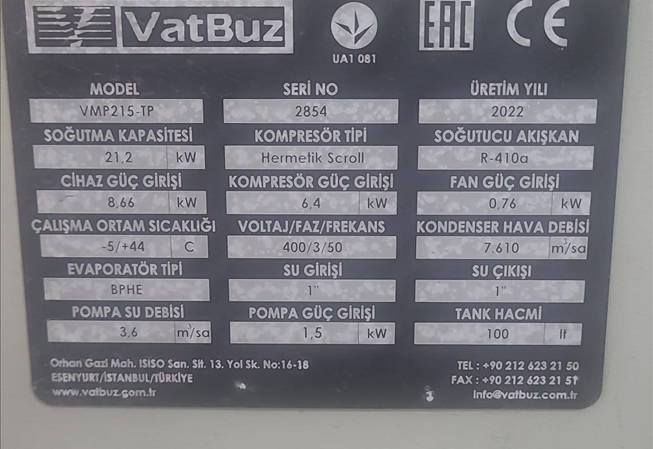 VatBuz EAC CE
UA1 081
MODEL SERİ NO ÜRETİM YILI
VMP215-TP 2854 2022
SOĞUTMA KAPASİTESİ KOMPRESÖR TİPİ SOĞUTUCU AKIŞKAN
21,2 kW Hermetik Scroll R-410a
CİHAZ GÜÇ GİRİŞİ KOMPRESÖR GÜÇ GİRİŞİ FAN GÜÇ GİRİŞİ
8,66 kW 6,4 kW 0,76 kW
ÇALIŞMA ORTAM SICAKLIĞI VOLTAJ/FAZ/FREKANS KONDENSER HAVA DEBİSİ
-5/+44 C 400/3/50 7.610 m³/sa
EVAPORATÖR TİPİ SU GİRİŞİ SU ÇIKIŞI
BPHE 1" 1"
POMPA SU DEBİSİ POMPA GÜÇ GİRİŞİ TANK HACMİ
3,6 m³/sa 1,5 kW 100 lt
Orhan Gazi Mah. ISISO San. Sit. 13. Yol Sk. No:16-18 TEL : +90 212 623 21 50
ESENYURT/İSTANBUL/TÜRKİYE FAX : +90 212 623 21 51
www.vatbuz.com.tr info@vatbuz.com.tr